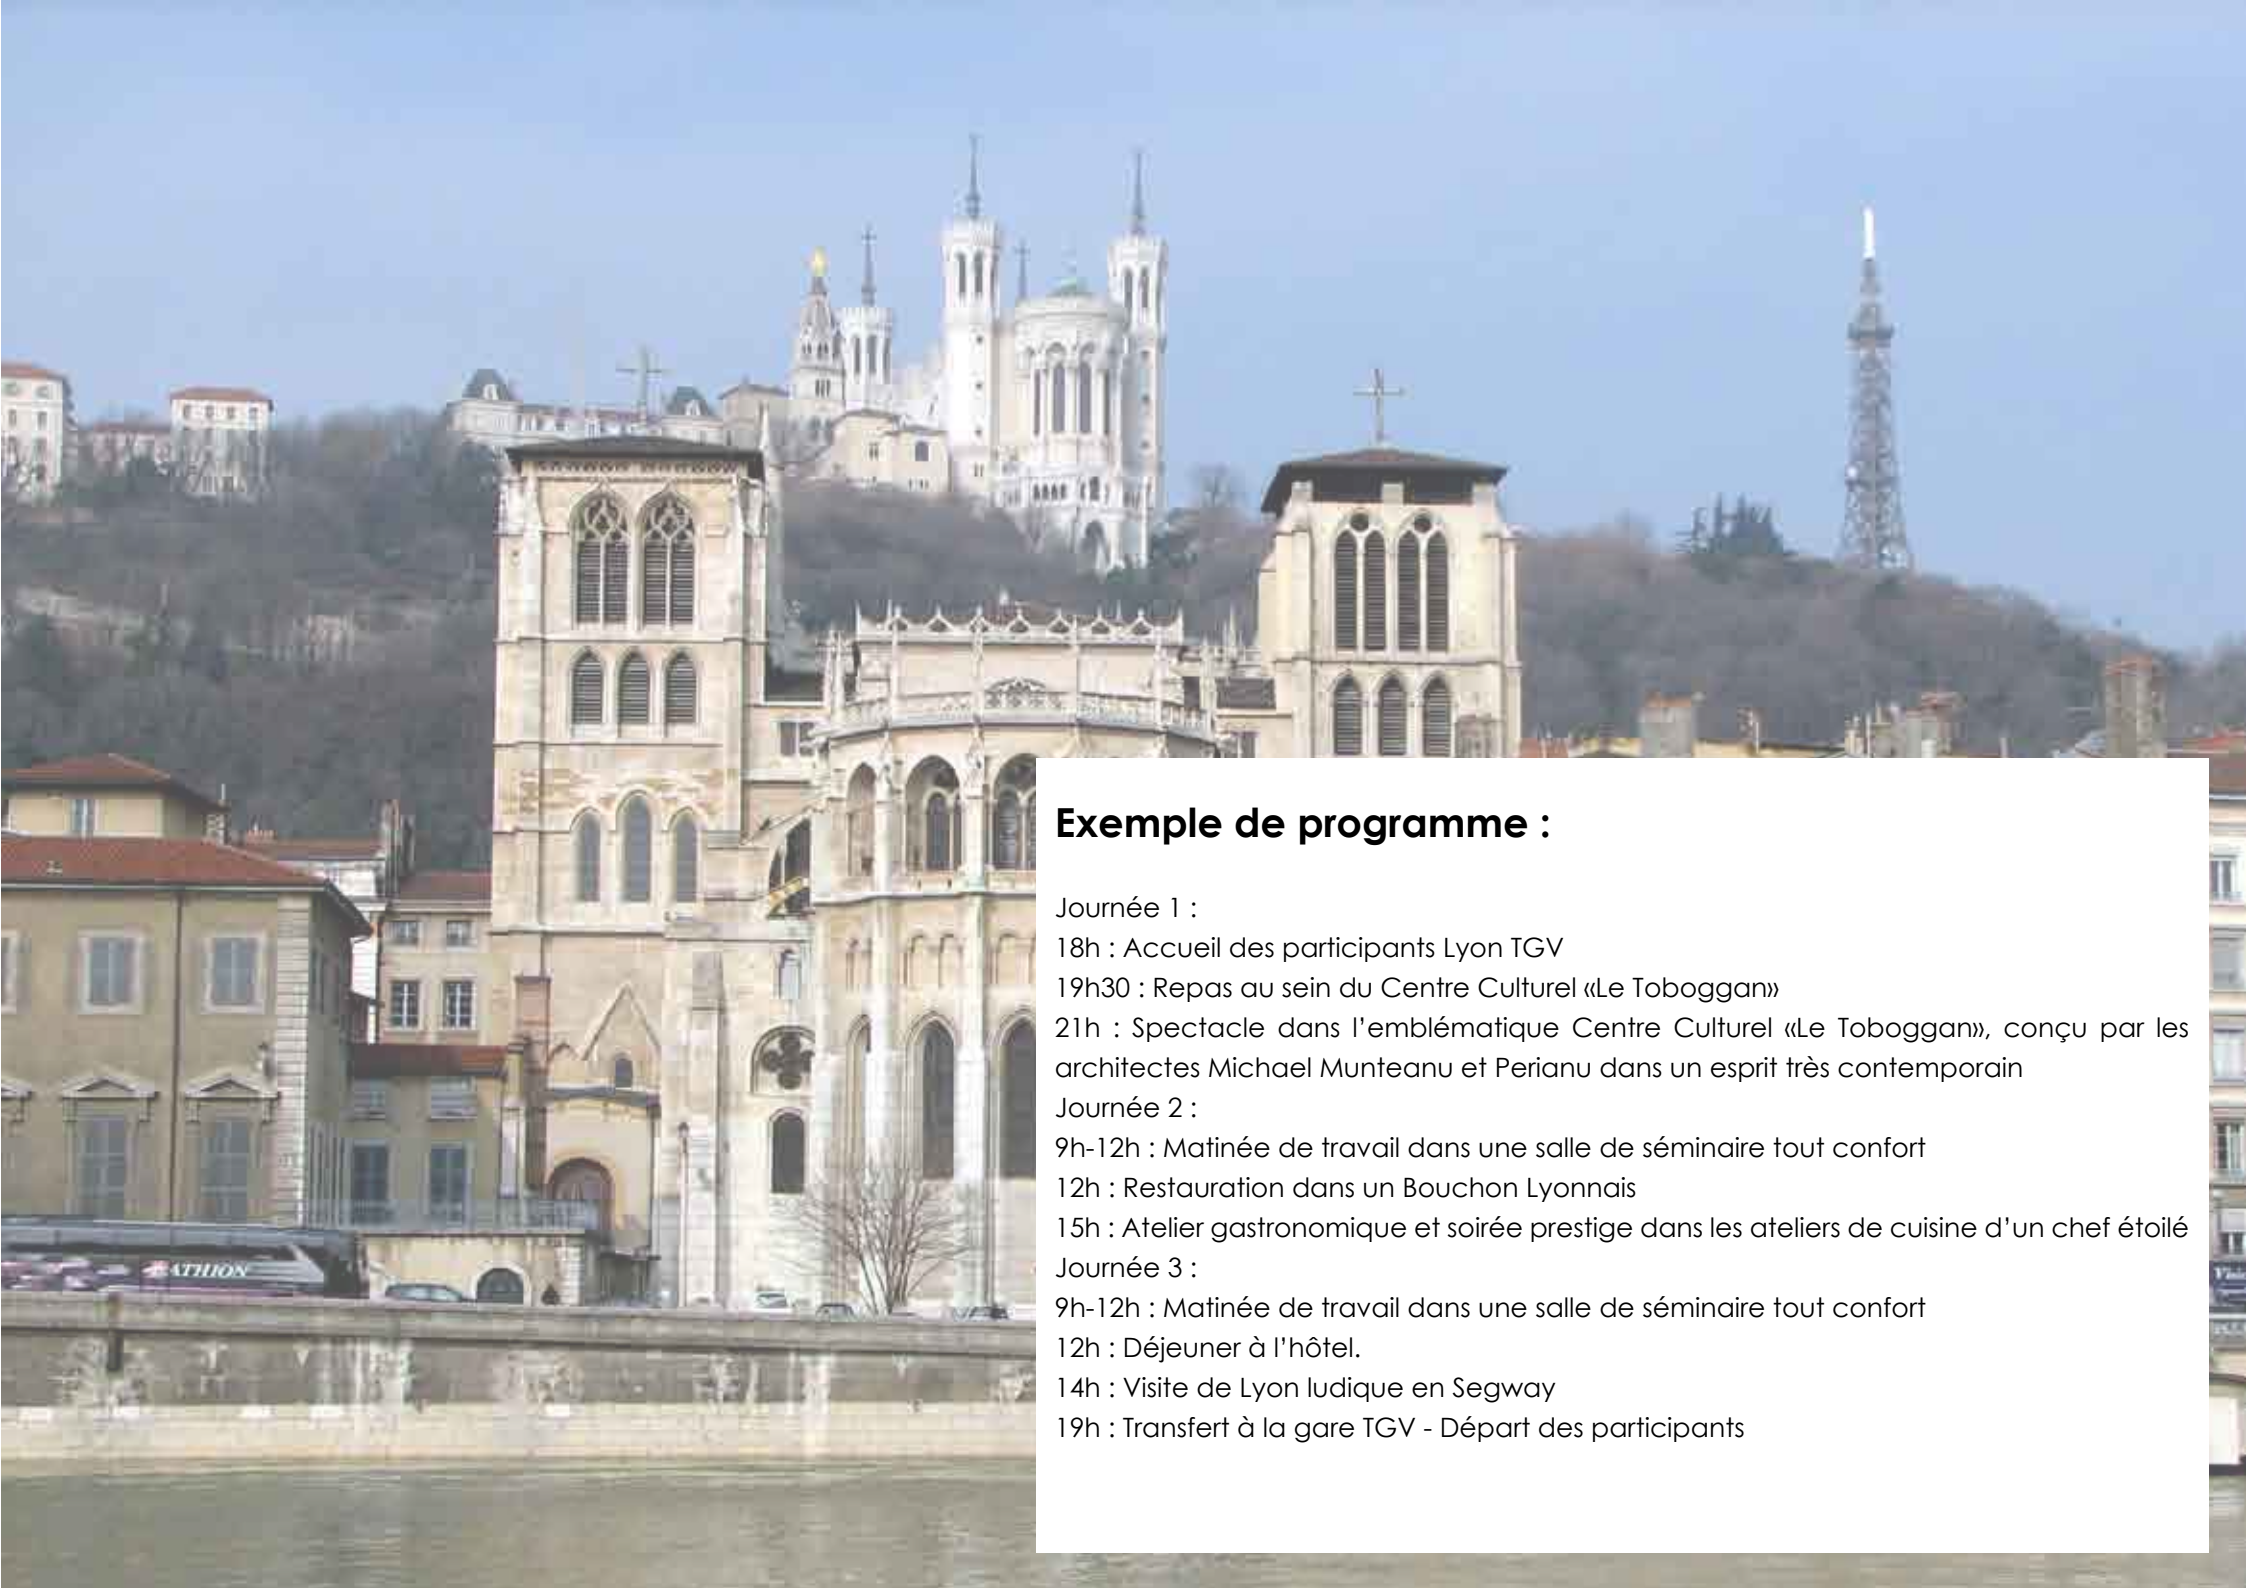 Exemple de programme :
Journée 1 :
18h : Accueil des participants Lyon TGV
19h30 : Repas au sein du Centre Culturel «Le Toboggan»
21h : Spectacle dans l’emblématique Centre Culturel «Le Toboggan», conçu par les
architectes Michael Munteanu et Perianu dans un esprit très contemporain
Journée 2 :
9h-12h : Matinée de travail dans une salle de séminaire tout confort
12h : Restauration dans un Bouchon Lyonnais
15h : Atelier gastronomique et soirée prestige dans les ateliers de cuisine d’un chef étoilé
Journée 3 :
9h-12h : Matinée de travail dans une salle de séminaire tout confort
12h : Déjeuner à l’hôtel.
14h : Visite de Lyon ludique en Segway
19h : Transfert à la gare TGV - Départ des participants